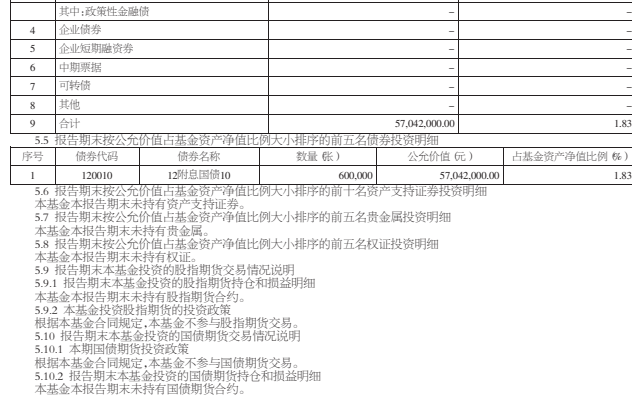 其中:政策性金融债 – –
4 企业债券 – –
5 企业短期融资券 – –
6 中期票据 – –
7 可转债 – –
8 其他 – –
9 合计 57,042,000.00 1.83
5.5 报告期末按公允价值占基金资产净值比例大小排序的前五名债券投资明细
序号 债券代码 债券名称 数量(张) 公允价值(元) 占基金资产净值比例(%)
1 120010 12附息国债10 600,000 57,042,000.00 1.83
5.6 报告期末按公允价值占基金资产净值比例大小排序的前十名资产支持证券投资明细
本基金本报告期末未持有资产支持证券。
5.7 报告期末按公允价值占基金资产净值比例大小排序的前五名贵金属投资明细
本基金本报告期末未持有贵金属。
5.8 报告期末按公允价值占基金资产净值比例大小排序的前五名权证投资明细
本基金本报告期末未持有权证。
5.9 报告期末本基金投资的股指期货交易情况说明
5.9.1 报告期末本基金投资的股指期货持仓和损益明细
本基金本报告期末未持有股指期货合约。
5.9.2 本基金投资股指期货的投资政策
根据本基金合同规定,本基金不参与股指期货交易。
5.10 报告期末本基金投资的国债期货交易情况说明
5.10.1 本期国债期货投资政策
根据本基金合同规定,本基金不参与国债期货交易。
5.10.2 报告期末本基金投资的国债期货持仓和损益明细
本基金本报告期末未持有国债期货合约。